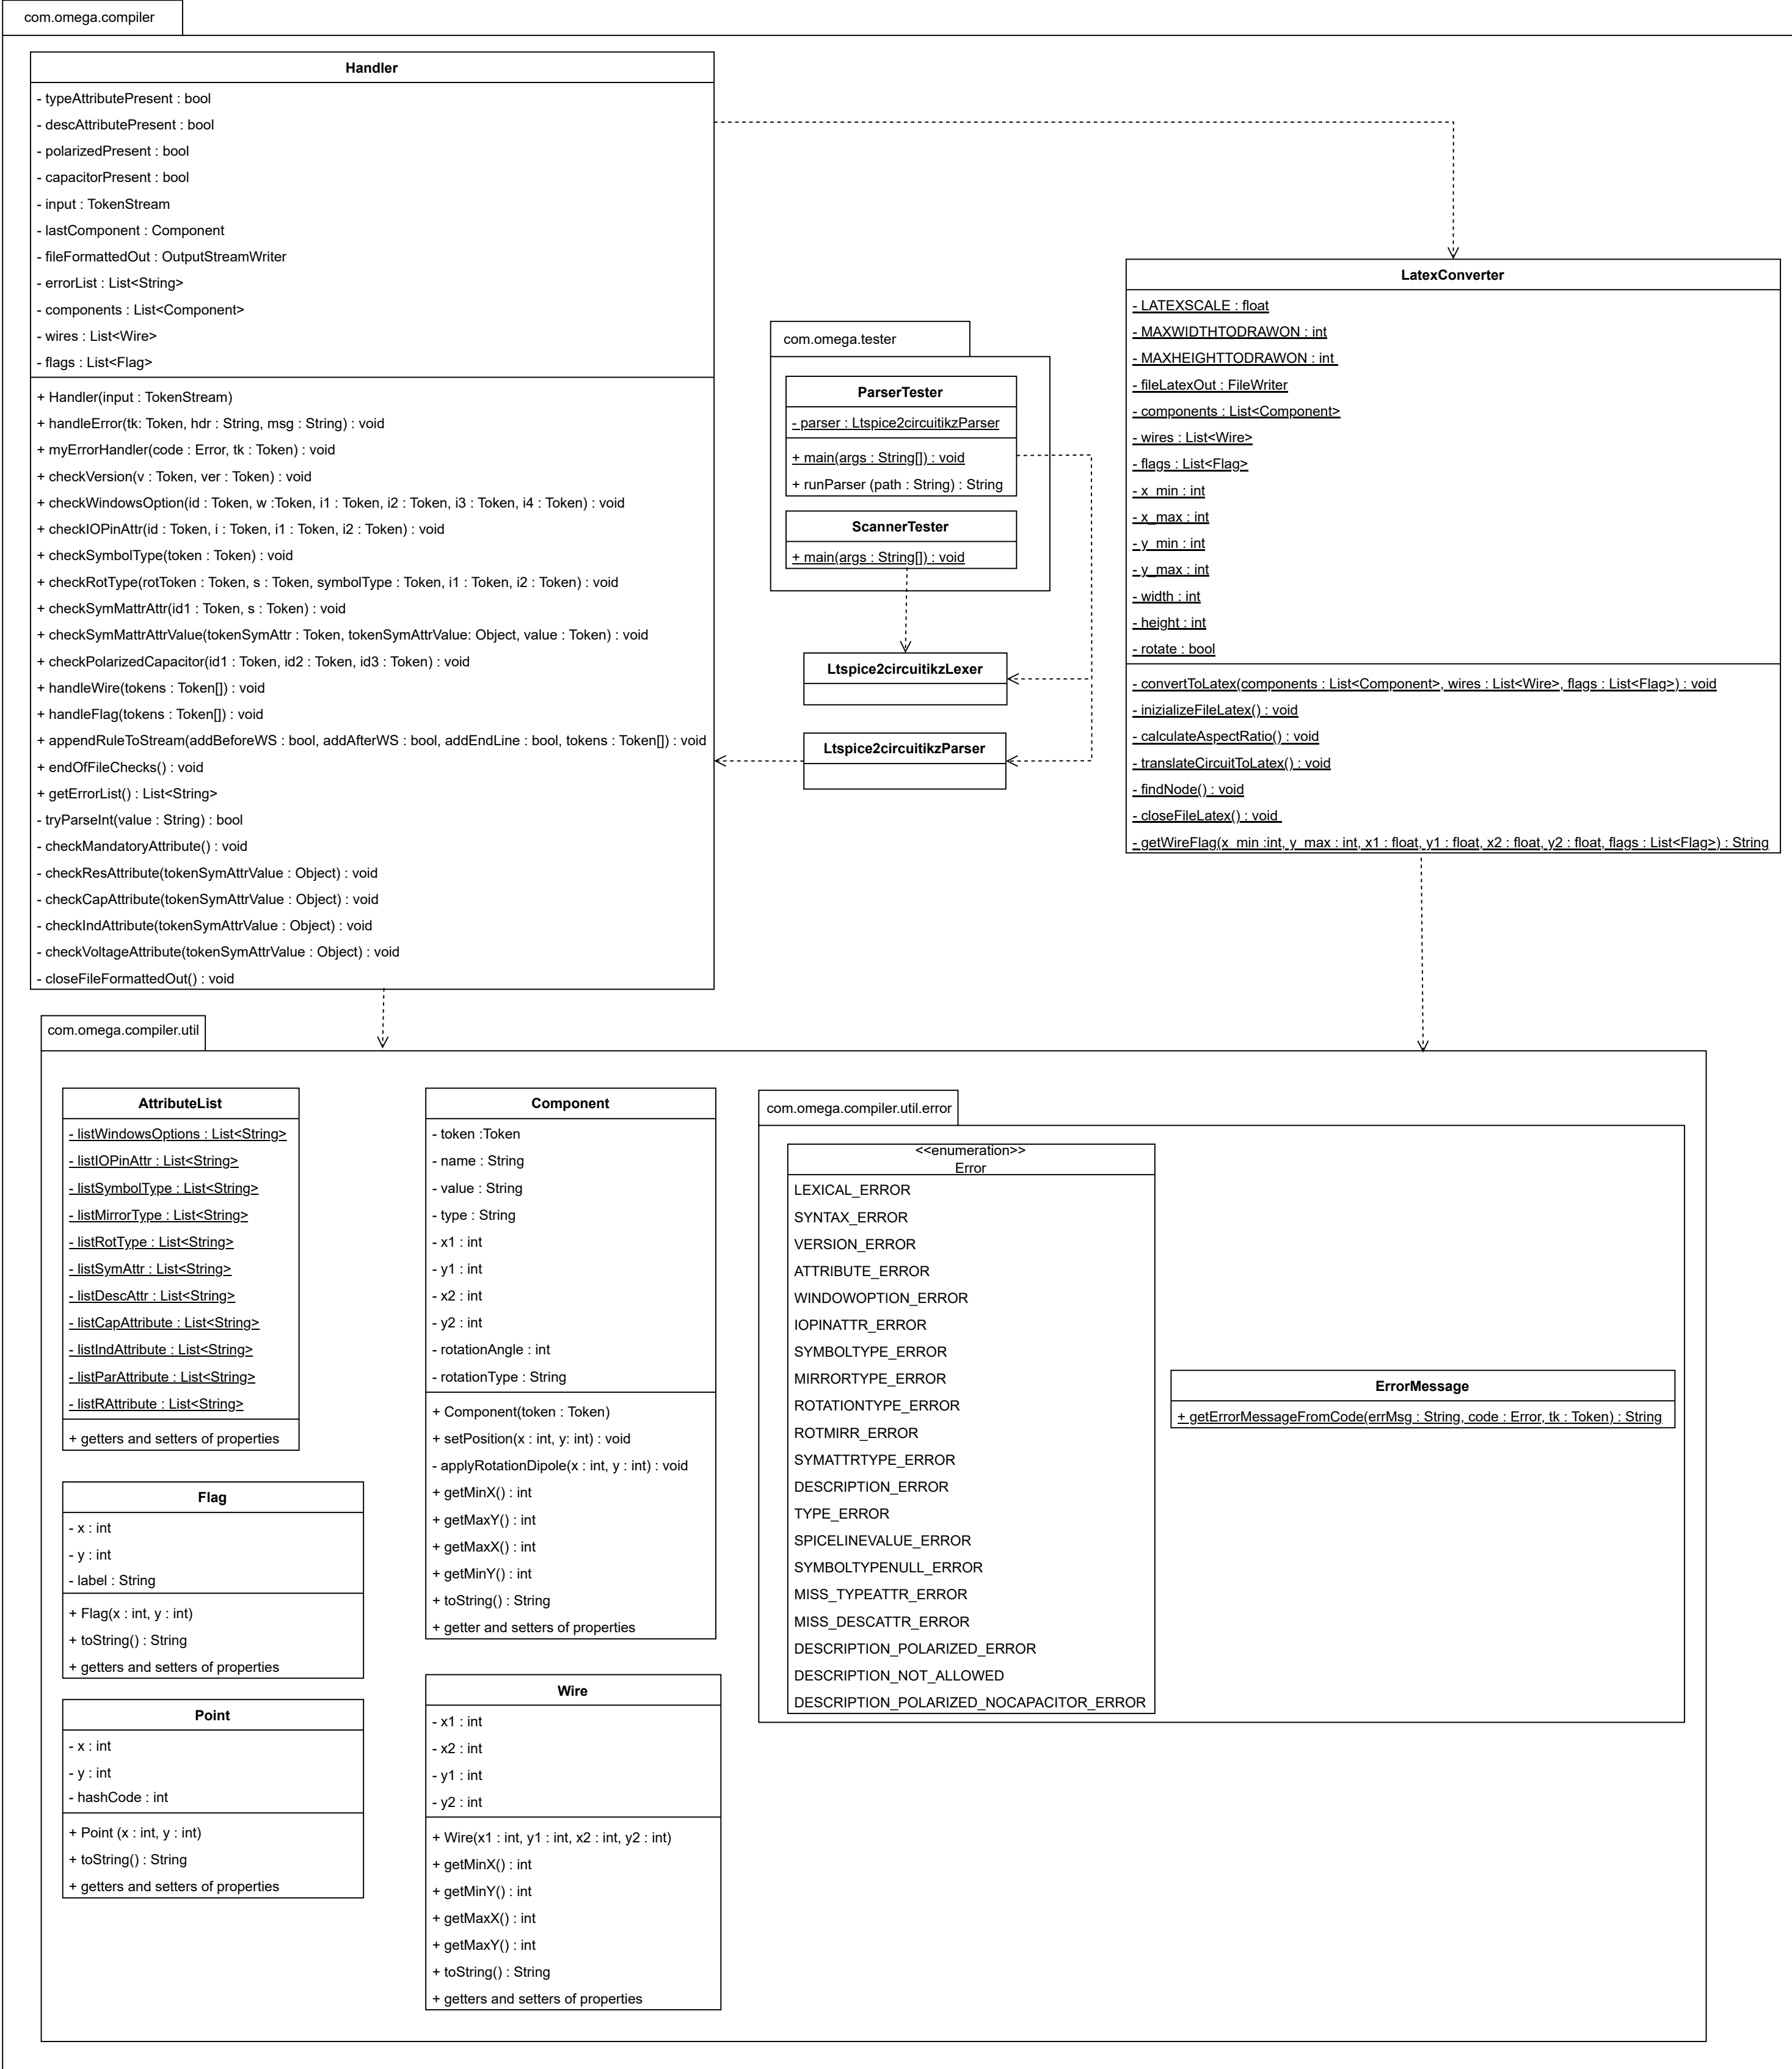 com.omega.compiler
Handler
- typeAttributePresent : bool
- descAttributePresent : bool
- polarizedPresent : bool
- capacitorPresent : bool
- input : TokenStream
- lastComponent : Component
- fileFormattedOut : OutputStreamWriter
- errorList : List<String>
- components : List<Component>
- wires : List<Wire>
- flags : List<Flag>
+ Handler(input : TokenStream)
+ handleError(tk: Token, hdr : String, msg : String) : void
+ myErrorHandler(code : Error, tk : Token) : void
+ checkVersion(v : Token, ver : Token) : void
+ checkWindowsOption(id : Token, w :Token, i1 : Token, i2 : Token, i3 : Token, i4 : Token) : void
+ checkIOPinAttr(id : Token, i : Token, i1 : Token, i2 : Token) : void
+ checkSymbolType(token : Token) : void
+ checkRotType(rotToken : Token, s : Token, symbolType : Token, i1 : Token, i2 : Token) : void
+ checkSymMattrAttr(id1 : Token, s : Token) : void
+ checkSymMattrAttrValue(tokenSymAttr : Token, tokenSymAttrValue: Object, value : Token) : void
+ checkPolarizedCapacitor(id1 : Token, id2 : Token, id3 : Token) : void
+ handleWire(tokens : Token[]) : void
+ handleFlag(tokens : Token[]) : void
+ appendRuleToStream(addBeforeWS : bool, addAfterWS : bool, addEndLine : bool, tokens : Token[]) : void
+ endOfFileChecks() : void
+ getErrorList() : List<String>
- tryParseInt(value : String) : bool
- checkMandatoryAttribute() : void
- checkResAttribute(tokenSymAttrValue : Object) : void
- checkCapAttribute(tokenSymAttrValue : Object) : void
- checkIndAttribute(tokenSymAttrValue : Object) : void
- checkVoltageAttribute(tokenSymAttrValue : Object) : void
- closeFileFormattedOut() : void
com.omega.tester
ParserTester
- parser : Ltspice2circuitikzParser
+ main(args : String[]) : void
+ runParser (path : String) : String
ScannerTester
+ main(args : String[]) : void
Ltspice2circuitikzLexer
Ltspice2circuitikzParser
LatexConverter
- LATEXSCALE : float
- MAXWIDTHTODRAWON : int
- MAXHEIGHTTODRAWON : int
- fileLatexOut : FileWriter
- components : List<Component>
- wires : List<Wire>
- flags : List<Flag>
- x_min : int
- x_max : int
- y_min : int
- y_max : int
- width : int
- height : int
- rotate : bool
- convertToLatex(components : List<Component>, wires : List<Wire>, flags : List<Flag>) : void
- inizializeFileLatex() : void
- calculateAspectRatio() : void
- translateCircuitToLatex() : void
- findNode() : void
- closeFileLatex() : void
- getWireFlag(x_min :int, y_max : int, x1 : float, y1 : float, x2 : float, y2 : float, flags : List<Flag>) : String
com.omega.compiler.util
AttributeList
- listWindowsOptions : List<String>
- listIOPinAttr : List<String>
- listSymbolType : List<String>
- listMirrorType : List<String>
- listRotType : List<String>
- listSymAttr : List<String>
- listDescAttr : List<String>
- listCapAttribute : List<String>
- listIndAttribute : List<String>
- listParAttribute : List<String>
- listRAttribute : List<String>
+ getters and setters of properties
Flag
- x : int
- y : int
- label : String
+ Flag(x : int, y : int)
+ toString() : String
+ getters and setters of properties
Point
- x : int
- y : int
- hashCode : int
+ Point (x : int, y : int)
+ toString() : String
+ getters and setters of properties
Component
- token :Token
- name : String
- value : String
- type : String
- x1 : int
- y1 : int
- x2 : int
- y2 : int
- rotationAngle : int
- rotationType : String
+ Component(token : Token)
+ setPosition(x : int, y: int) : void
- applyRotationDipole(x : int, y : int) : void
+ getMinX() : int
+ getMaxY() : int
+ getMaxX() : int
+ getMinY() : int
+ toString() : String
+ getter and setters of properties
Wire
- x1 : int
- x2 : int
- y1 : int
- y2 : int
+ Wire(x1 : int, y1 : int, x2 : int, y2 : int)
+ getMinX() : int
+ getMinY() : int
+ getMaxX() : int
+ getMaxY() : int
+ toString() : String
+ getters and setters of properties
com.omega.compiler.util.error
<<enumeration>>
Error
LEXICAL_ERROR
SYNTAX_ERROR
VERSION_ERROR
ATTRIBUTE_ERROR
WINDOWOPTION_ERROR
IOPINATTR_ERROR
SYMBOLTYPE_ERROR
MIRRORTYPE_ERROR
ROTATIONTYPE_ERROR
ROTMIRR_ERROR
SYMATTRTYPE_ERROR
DESCRIPTION_ERROR
TYPE_ERROR
SPICELINEVALUE_ERROR
SYMBOLTYPENULL_ERROR
MISS_TYPEATTR_ERROR
MISS_DESCATTR_ERROR
DESCRIPTION_POLARIZED_ERROR
DESCRIPTION_NOT_ALLOWED
DESCRIPTION_POLARIZED_NOCAPACITOR_ERROR
ErrorMessage
+ getErrorMessageFromCode(errMsg : String, code : Error, tk : Token) : String